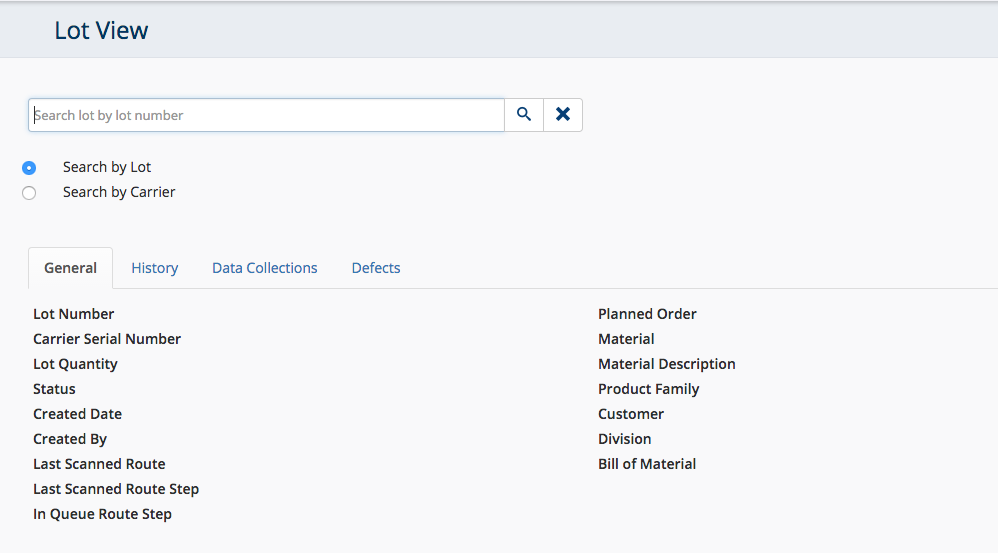 Lot View
Search lot by lot number
Search by Lot
Search by Carrier
General History Data Collections Defects
Lot Number
Carrier Serial Number
Lot Quantity
Status
Created Date
Created By
Last Scanned Route
Last Scanned Route Step
In Queue Route Step
Planned Order
Material
Material Description
Product Family
Customer
Division
Bill of Material